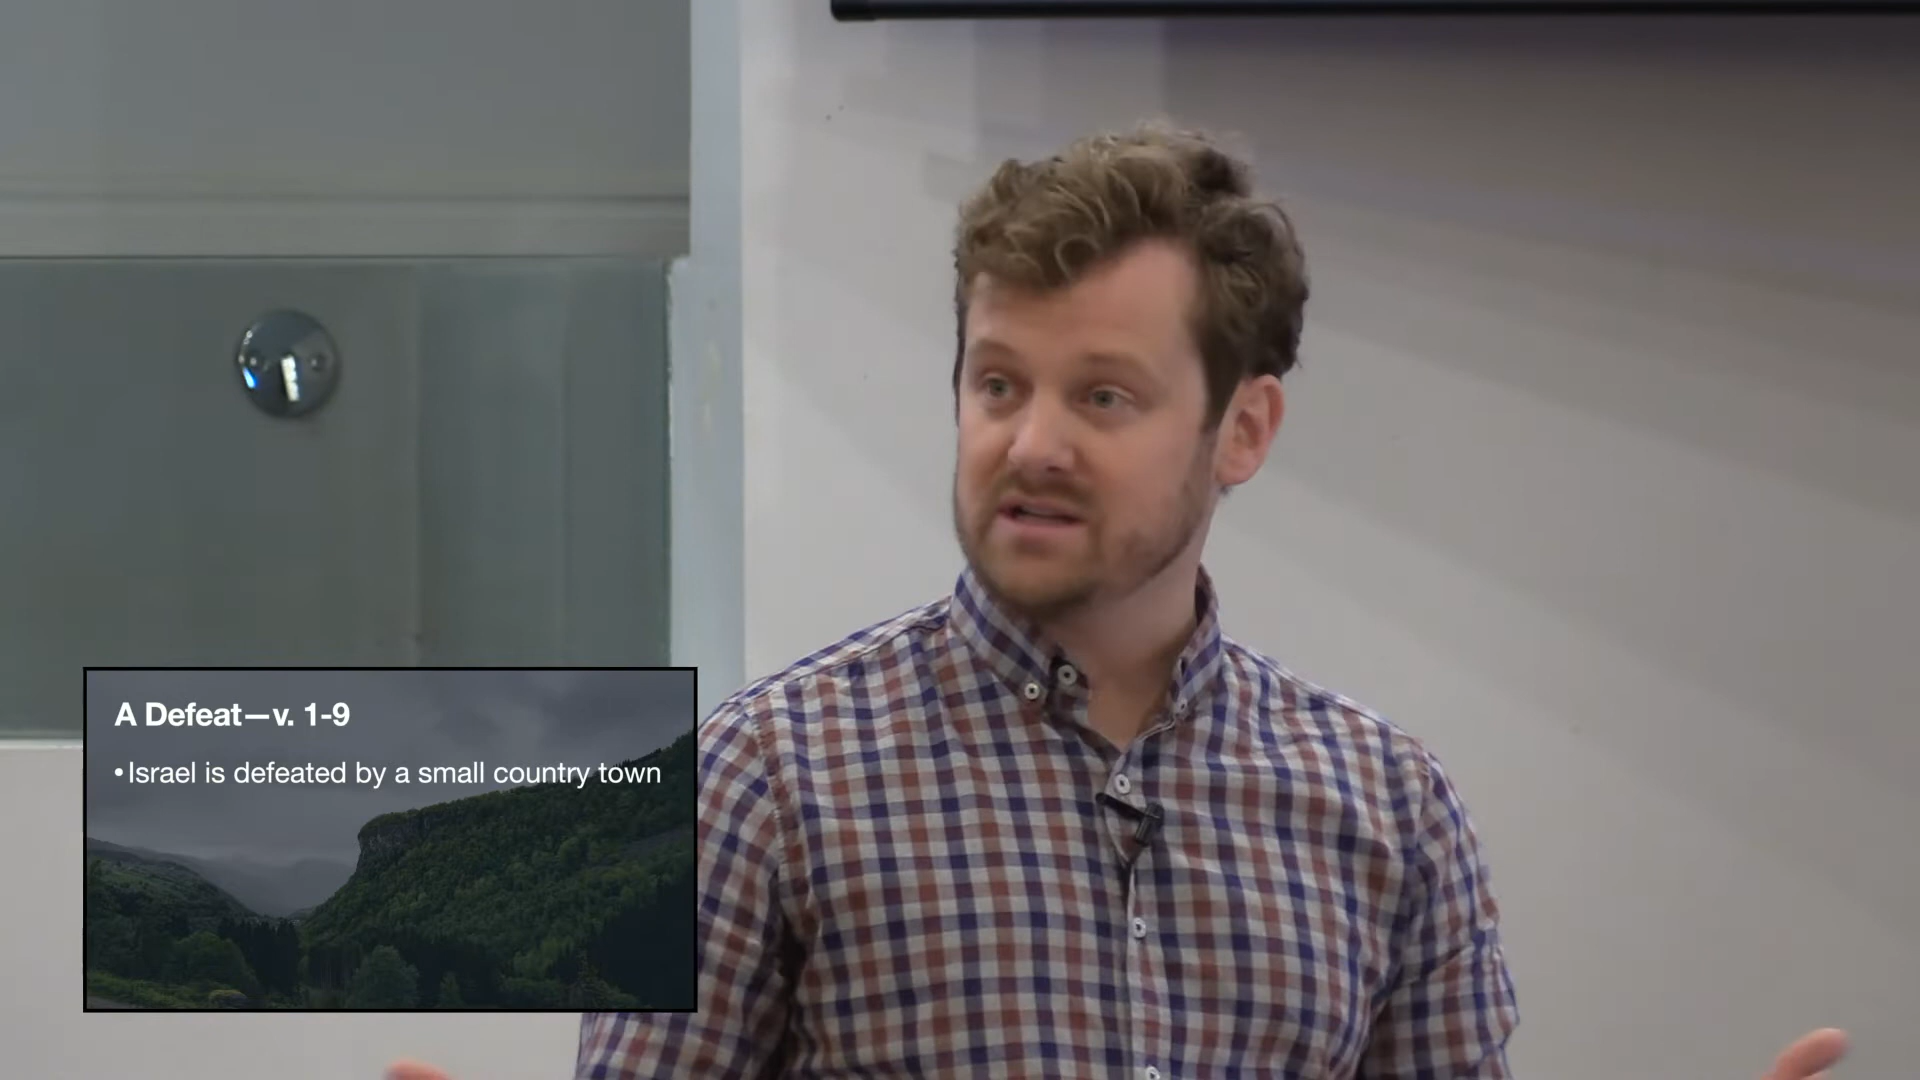 A Defeat—v. 1-9
•Israel is defeated by a small country town